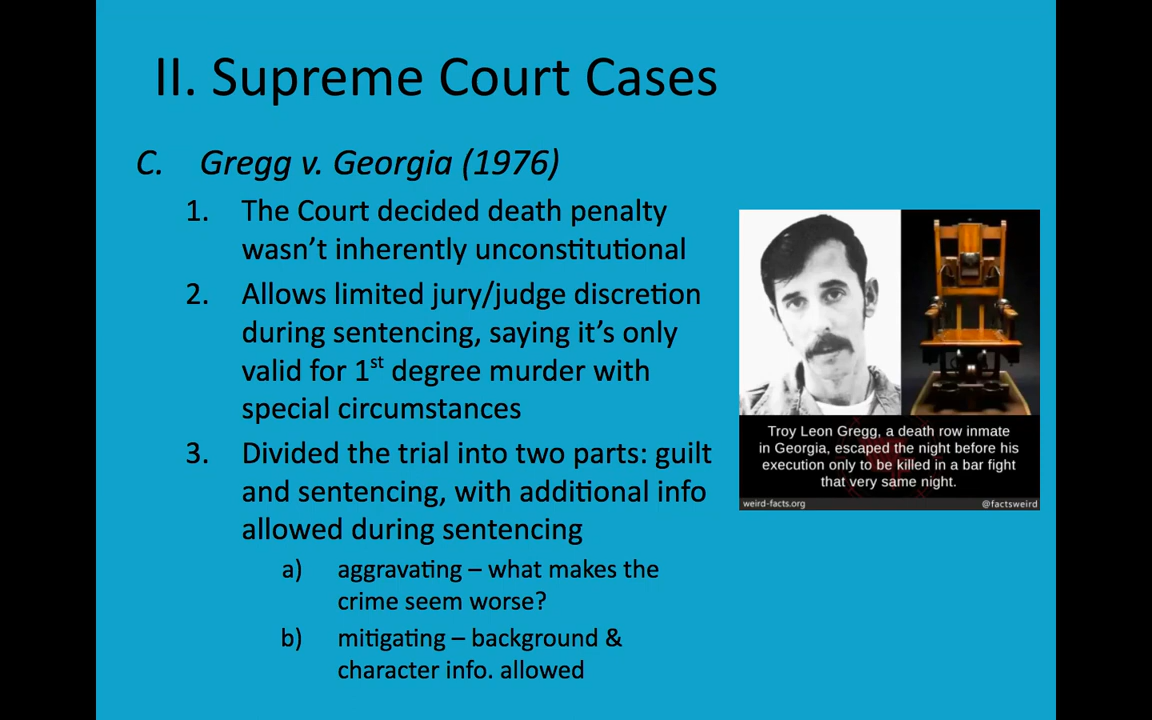 II. Supreme Court Cases
C. Gregg v. Georgia (1976)
1. The Court decided death penalty
wasn’t inherently unconstitutional
2. Allows limited jury/judge discretion
during sentencing, saying it’s only
valid for 1st degree murder with
special circumstances
3. Divided the trial into two parts: guilt
and sentencing, with additional info
allowed during sentencing
a) aggravating – what makes the
crime seem worse?
b) mitigating – background &
character info. allowed
Troy Leon Gregg, a death row inmate
in Georgia, escaped the night before his
execution only to be killed in a bar fight
that very same night.
weird-facts.org
@factsweird